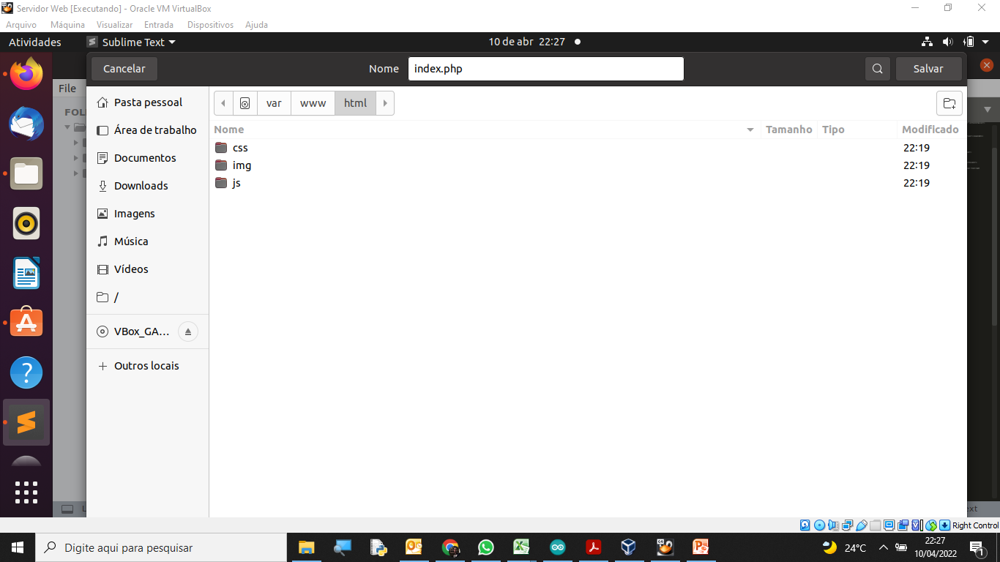 Servidor Web [Executando] - Oracle VM VirtualBox
Arquivo Máquina Visualizar Entrada Dispositivos Ajuda
Atividades Sublime Text 10 de abr 22:27
Cancelar Nome index.php Salvar
File
var www html
Nome Tamanho Tipo Modificado
css 22:19
img 22:19
js 22:19
Pasta pessoal
Área de trabalho
Documentos
Downloads
Imagens
Música
Vídeos
/
VBox_GA...
Outros locais
Right Control
Digite aqui para pesquisar
24°C
22:27
10/04/2022
1